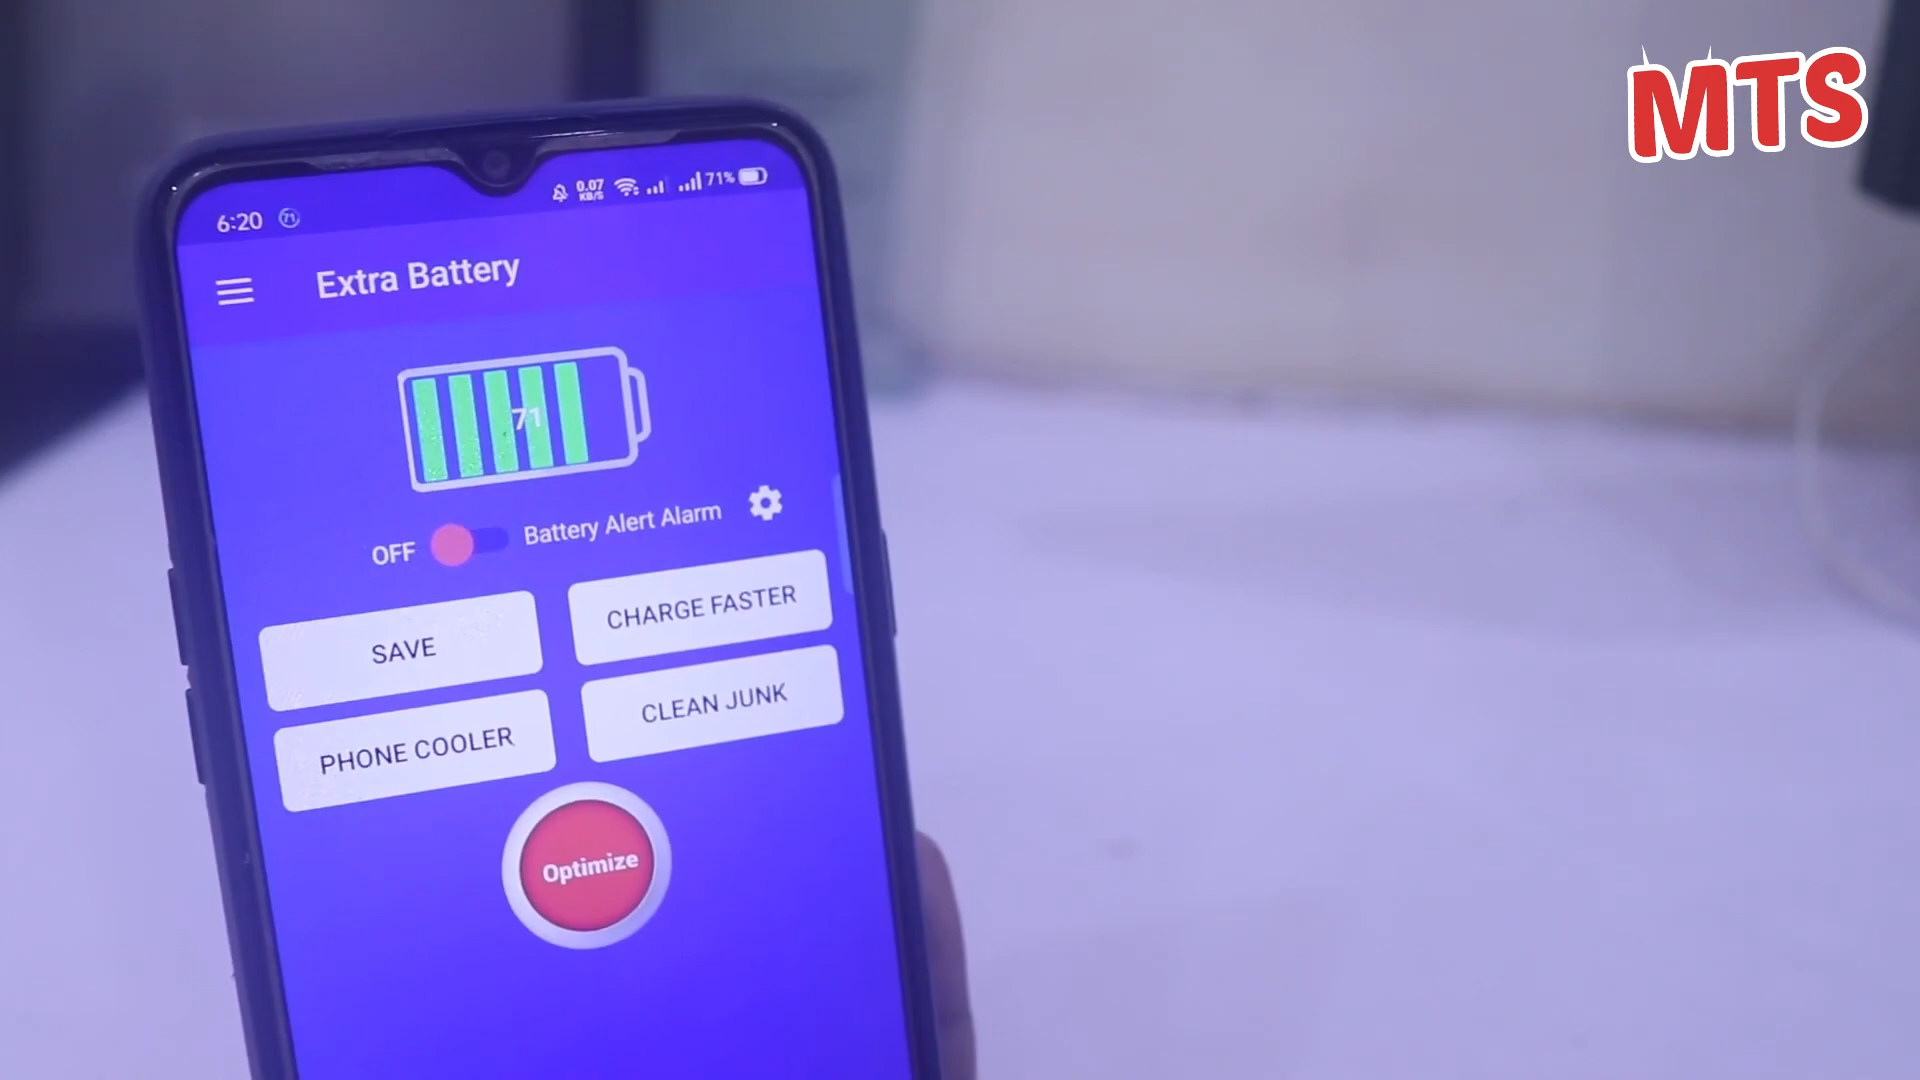 MTS
6:20 71 0.07 KB/S 71%
Extra Battery
71
OFF Battery Alert Alarm
SAVE
CHARGE FASTER
PHONE COOLER
CLEAN JUNK
Optimize